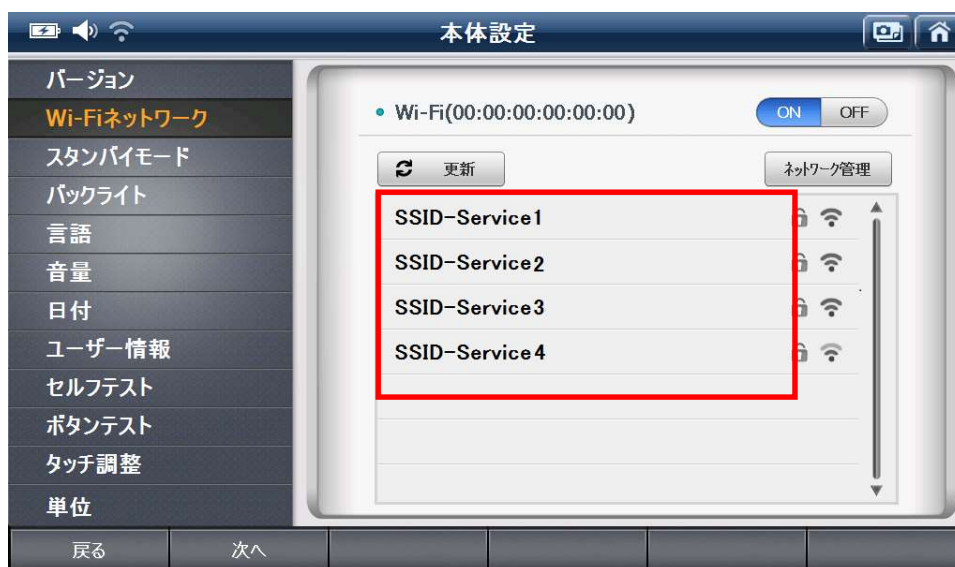 本体設定
バージョン
Wi-Fiネットワーク
スタンバイモード
バックライト
言語
音量
日付
ユーザー情報
セルフテスト
ボタンテスト
タッチ調整
単位
Wi-Fi(00:00:00:00:00:00)
ON OFF
更新
ネットワーク管理
SSID-Service1
SSID-Service2
SSID-Service3
SSID-Service4
戻る 次へ